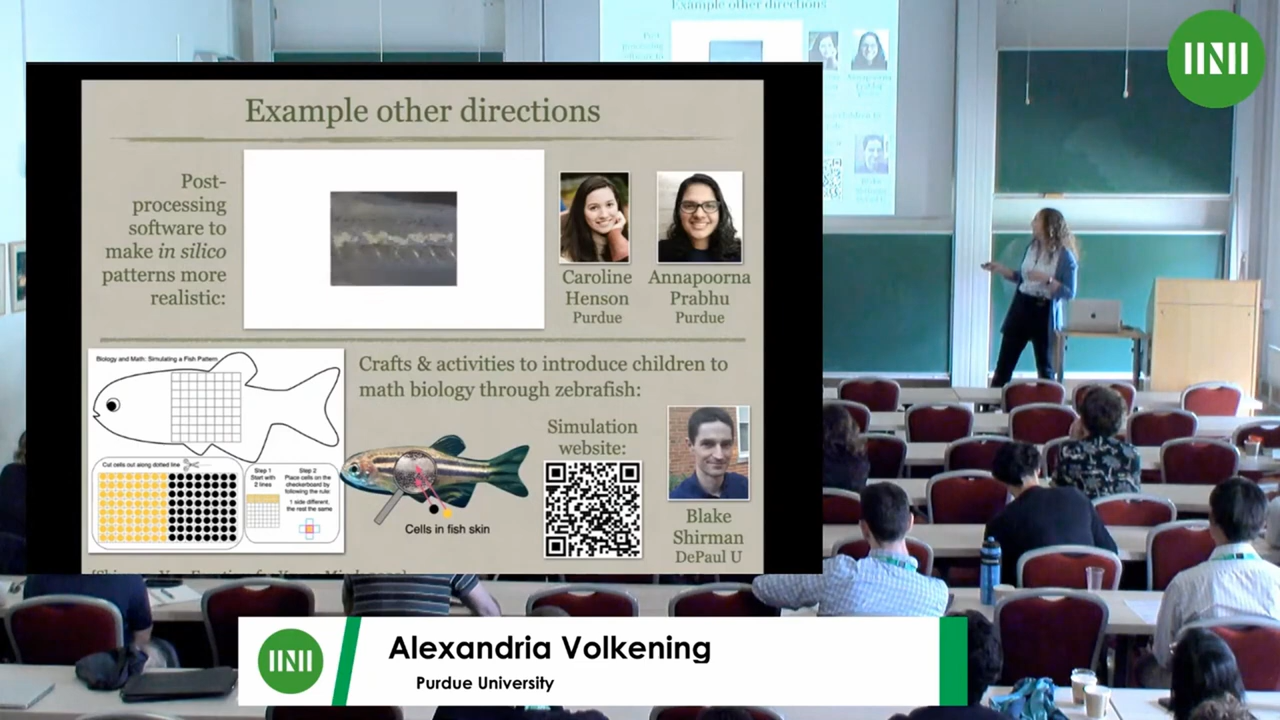 Example other directions
Post-
processing
software to
make in silico
patterns more
realistic:
Caroline
Henson
Purdue
Annapoorna
Prabhu
Purdue
Biology and Math: Simulating a Fish Pattern
Cut cells out along dotted line
Step 1
Start with
2 lines
Step 2
Place cells on the
checkerboard by
following the rule:
1 side different,
the rest the same
Crafts & activities to introduce children to
math biology through zebrafish:
Cells in fish skin
Simulation
website:
Blake
Shirman
DePaul U
Example other directions
Alexandria Volkening
Purdue University